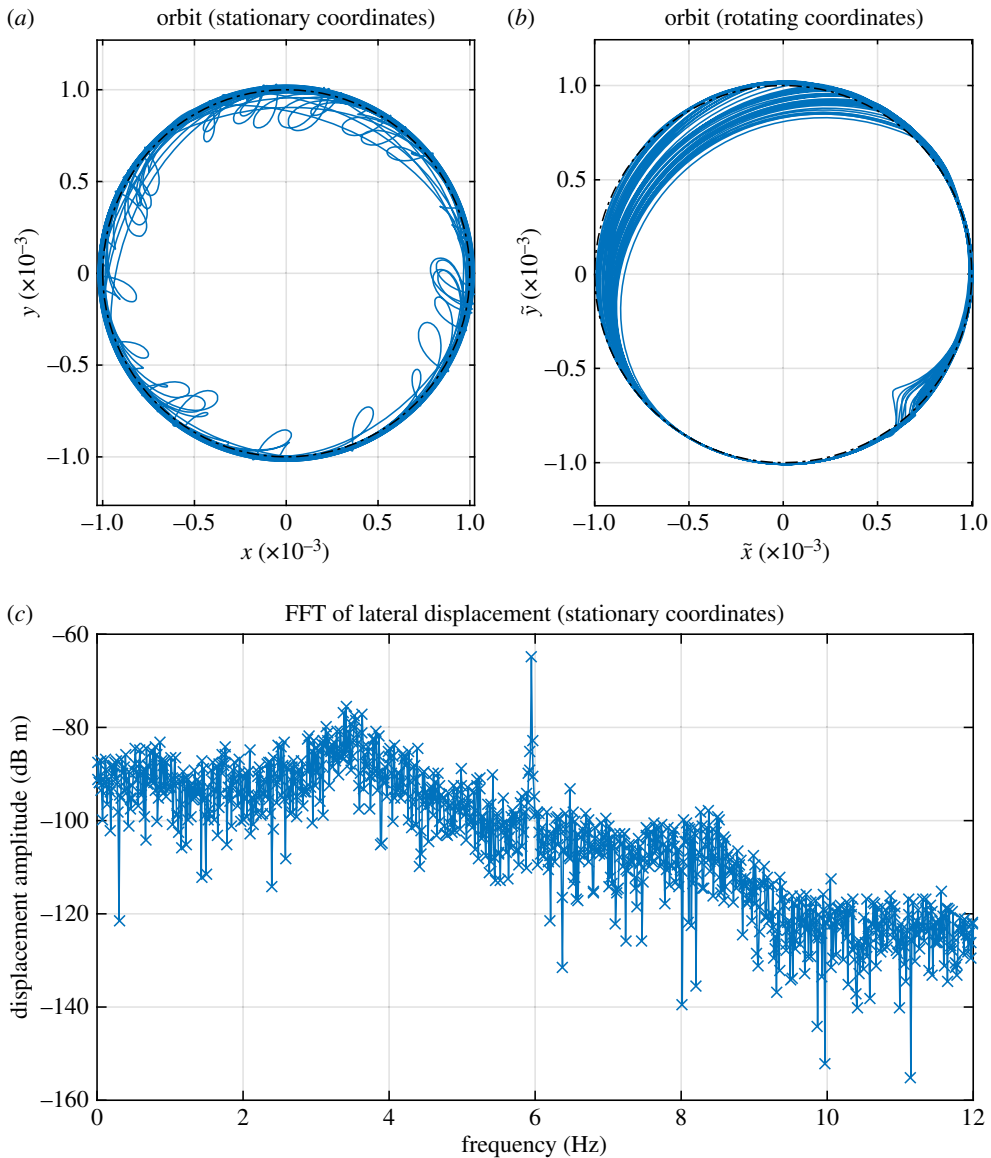 (a) orbit (stationary coordinates)
1.0
0.5
0
−0.5
−1.0
y (×10⁻³)
−1.0 −0.5 0 0.5 1.0
x (×10⁻³)
(b) orbit (rotating coordinates)
1.0
0.5
0
−0.5
−1.0
ỹ (×10⁻³)
−1.0 −0.5 0 0.5 1.0
x̃ (×10⁻³)
(c) FFT of lateral displacement (stationary coordinates)
−60
−80
−100
−120
−140
−160
displacement amplitude (dB m)
0 2 4 6 8 10 12
frequency (Hz)